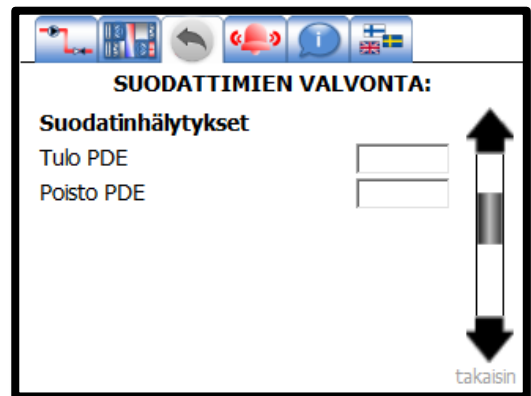 i
SUODATTIMIEN VALVONTA:
Suodatinhälytykset
Tulo PDE
Poisto PDE
takaisin